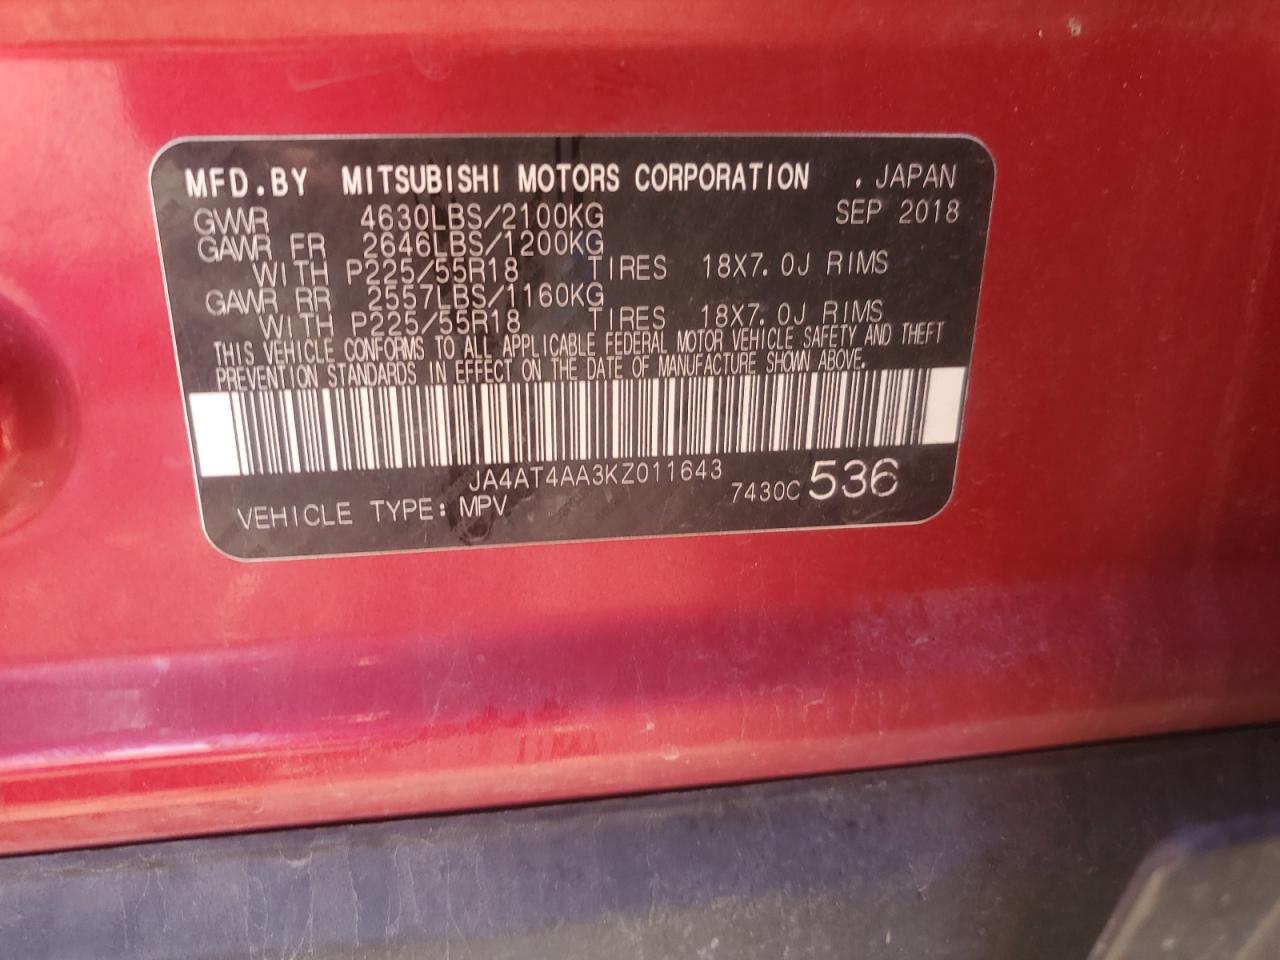 MFD.BY MITSUBISHI MOTORS CORPORATION , JAPAN
GVWR 4630LBS/2100KG SEP 2018
GAWR FR 2646LBS/1200KG
WITH P225/55R18 TIRES 18X7.0J RIMS
GAWR RR 2557LBS/1160KG
WITH P225/55R18 TIRES 18X7.0J RIMS
THIS VEHICLE CONFORMS TO ALL APPLICABLE FEDERAL MOTOR VEHICLE SAFETY AND THEFT
PREVENTION STANDARDS IN EFFECT ON THE DATE OF MANUFACTURE SHOWN ABOVE.
JA4AT4AA3KZ011643
VEHICLE TYPE: MPV 7430C 536